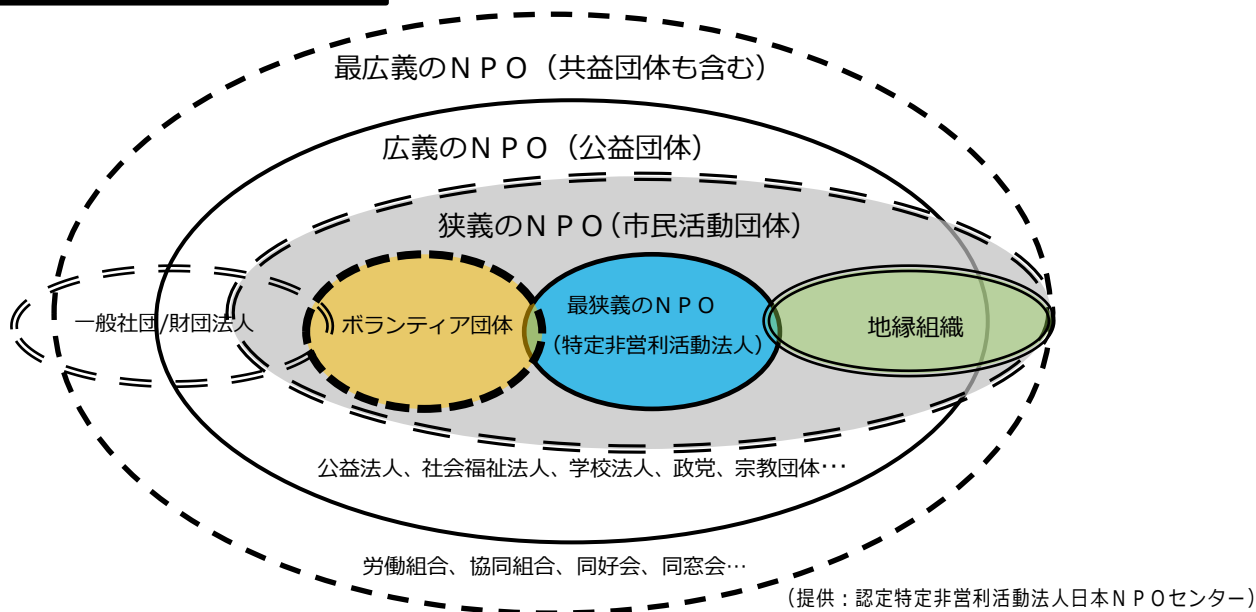 最広義のＮＰＯ（共益団体も含む）
広義のＮＰＯ（公益団体）
狭義のＮＰＯ（市民活動団体）
一般社団/財団法人
ボランティア団体
最狭義のＮＰＯ
（特定非営利活動法人）
地縁組織
公益法人、社会福祉法人、学校法人、政党、宗教団体…
労働組合、協同組合、同好会、同窓会…
（提供：認定特定非営利活動法人日本ＮＰＯセンター）